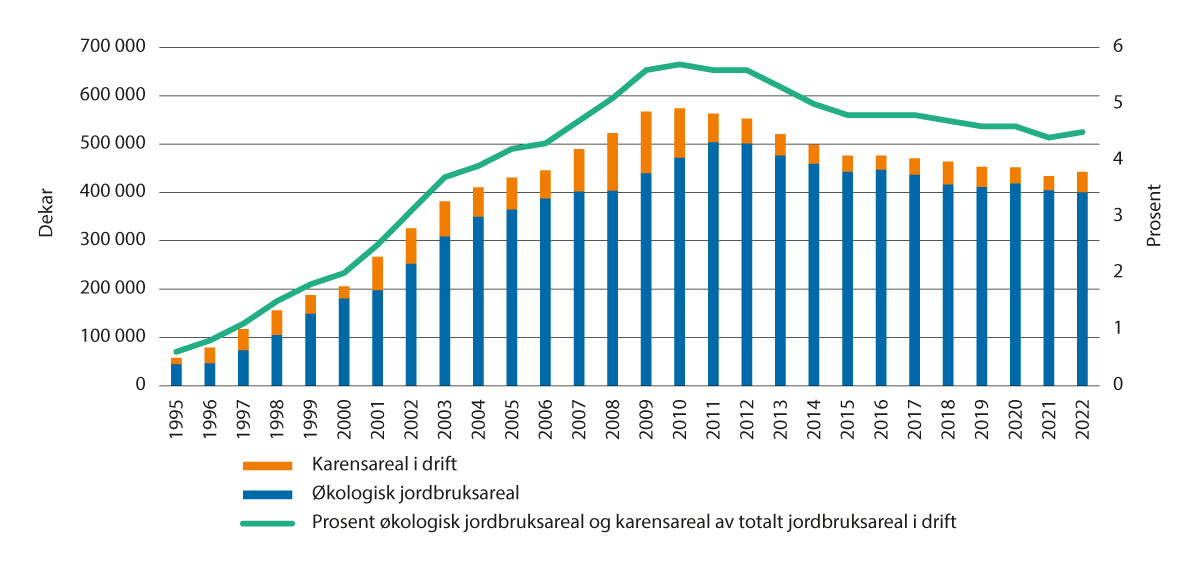 700 000
600 000
500 000
400 000
300 000
200 000
100 000
0
Dekar
6
5
4
3
2
1
0
Prosent
1995 1996 1997 1998 1999 2000 2001 2002 2003 2004 2005 2006 2007 2008 2009 2010 2011 2012 2013 2014 2015 2016 2017 2018 2019 2020 2021 2022
Karensareal i drift
Økologisk jordbruksareal
Prosent økologisk jordbruksareal og karensareal av totalt jordbruksareal i drift